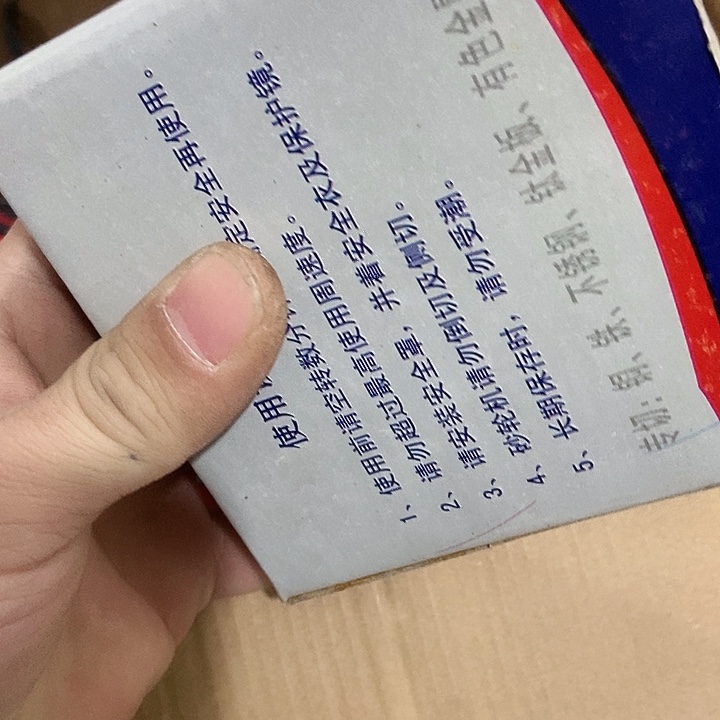 使用
1、使用前请空转数分 定安全再使用。
2、请勿超过最高使用周速度。
3、请安装安全罩，并着安全衣及保护镜。
4、砂轮机请勿倒切及侧切。
5、长期保存时，请勿受潮。
专切：钢、铁、不锈钢、钛金板、有色金